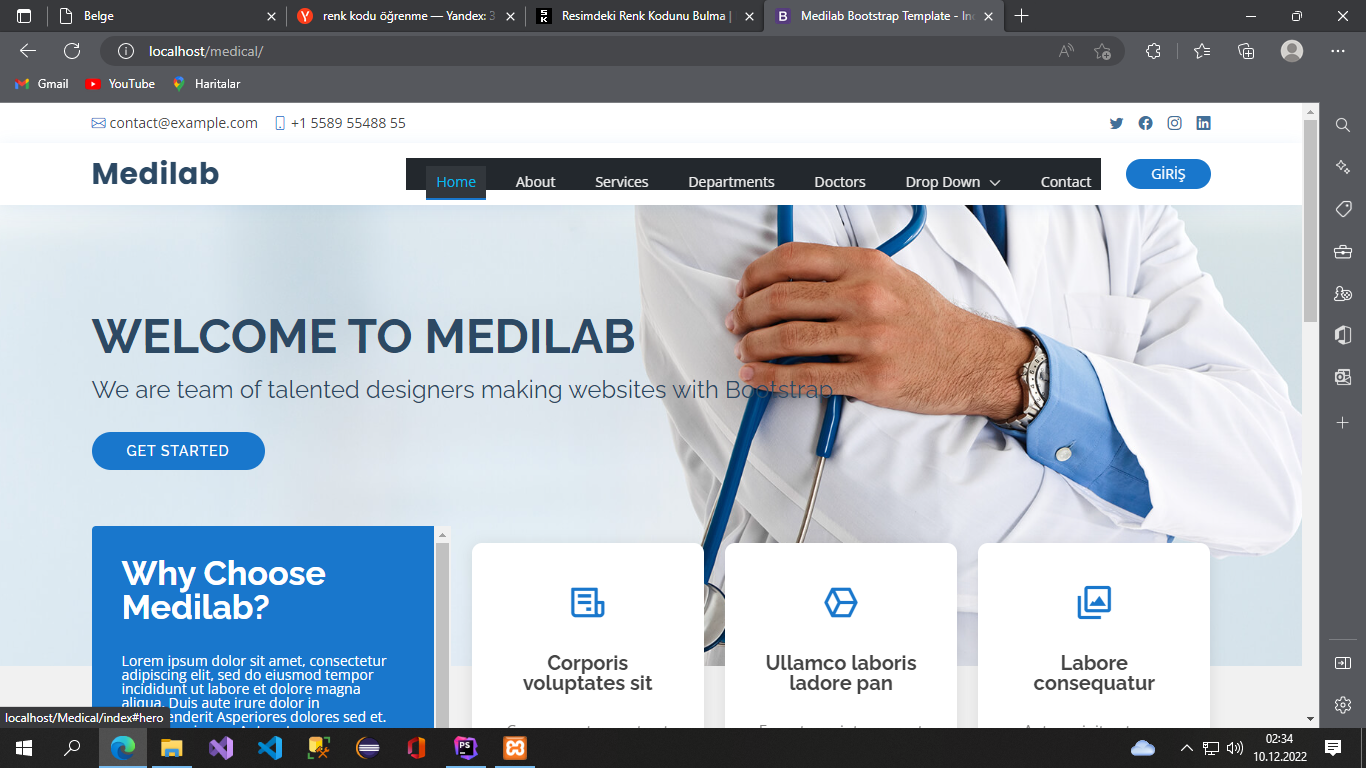 Belge
renk kodu öğrenme — Yandex: 3
Resimdeki Renk Kodunu Bulma |
Medilab Bootstrap Template - In
localhost/medical/
Gmail YouTube Haritalar
contact@example.com +1 5589 55488 55
Medilab
Home About Services Departments Doctors Drop Down Contact
GİRİŞ
WELCOME TO MEDILAB
We are team of talented designers making websites with Bootstrap
GET STARTED
Why Choose
Medilab?
Lorem ipsum dolor sit amet, consectetur
adipiscing elit, sed do eiusmod tempor
incididunt ut labore et dolore magna
aliqua. Duis aute irure dolor in
enderit Asperiores dolores sed et.
Corporis
voluptates sit
Ullamco laboris
ladore pan
Labore
consequatur
localhost/Medical/index#hero
02:34
10.12.2022